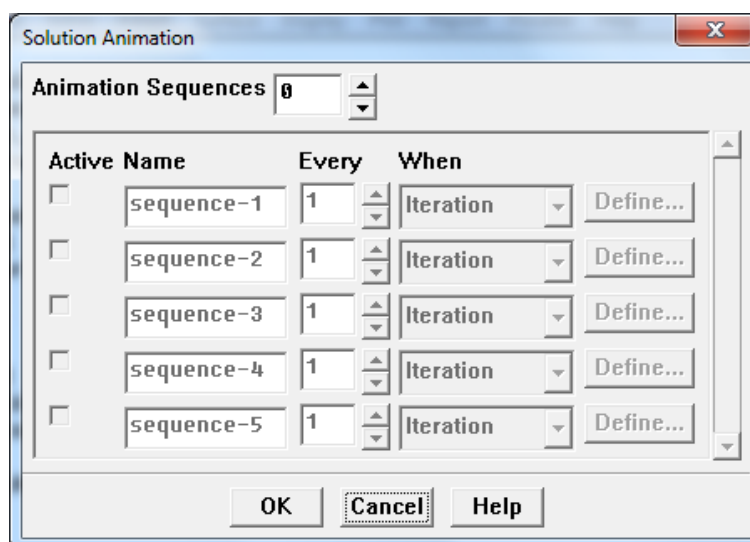 Solution Animation
Animation Sequences 0
Active Name Every When
sequence-1 1 Iteration Define...
sequence-2 1 Iteration Define...
sequence-3 1 Iteration Define...
sequence-4 1 Iteration Define...
sequence-5 1 Iteration Define...
OK Cancel Help